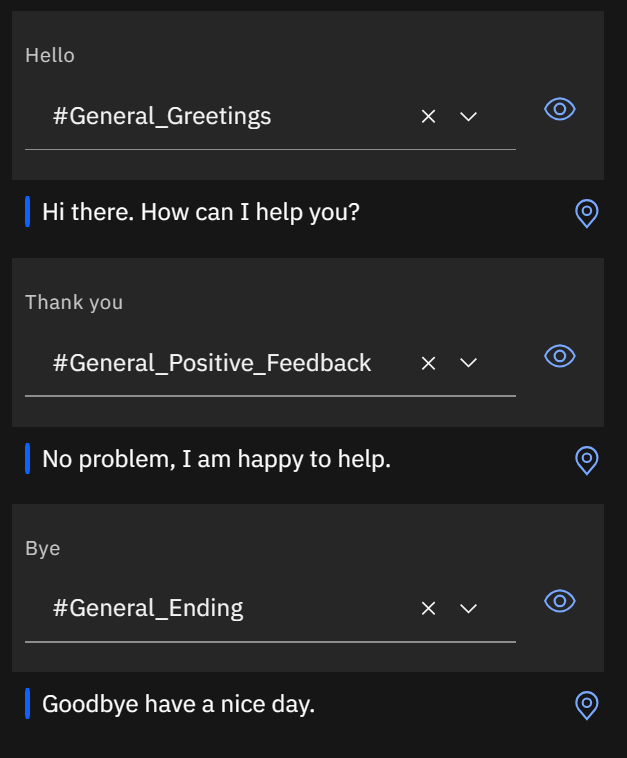 Hello
#General_Greetings
Hi there. How can I help you?
Thank you
#General_Positive_Feedback
No problem, I am happy to help.
Bye
#General_Ending
Goodbye have a nice day.